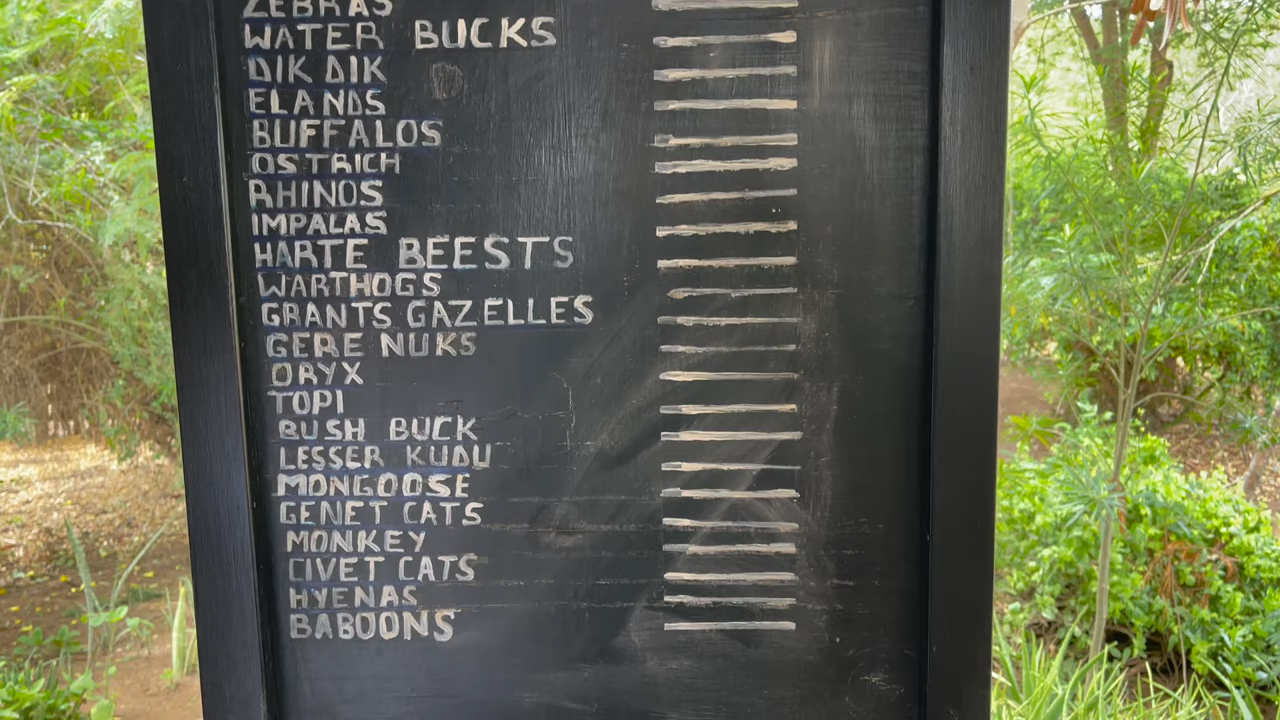 ZEBRAS
WATER BUCKS
DIK DIK
ELANDS
BUFFALOS
OSTRICH
RHINOS
IMPALAS
HARTE BEESTS
WARTHOGS
GRANTS GAZELLES
GERE NUKS
ORYX
TOPI
BUSH BUCK
LESSER KUDU
MONGOOSE
GENET CATS
MONKEY
CIVET CATS
HYENAS
BABOONS